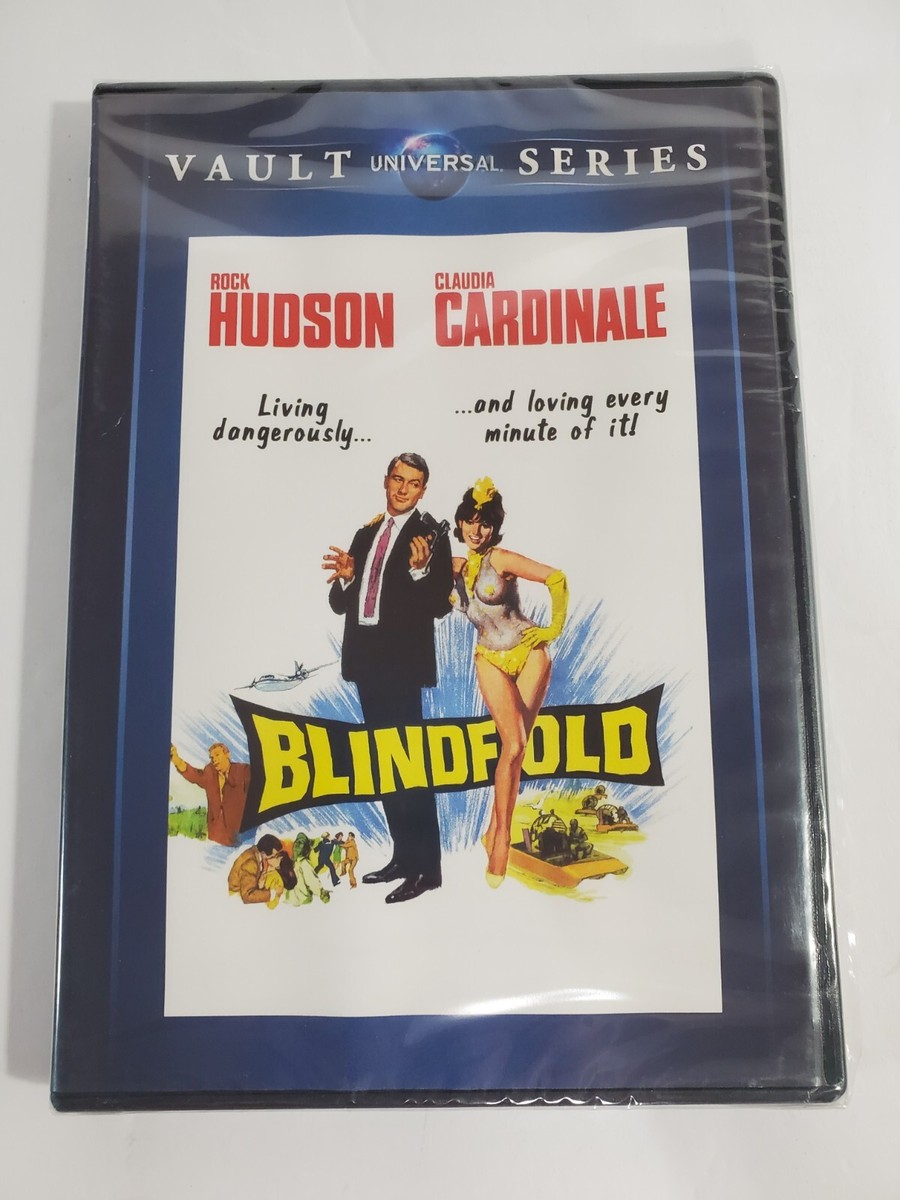 VAULT UNIVERSAL SERIES
ROCK
HUDSON
CLAUDIA
CARDINALE
Living
dangerously...
...and loving every
minute of it!
BLINDFOLD